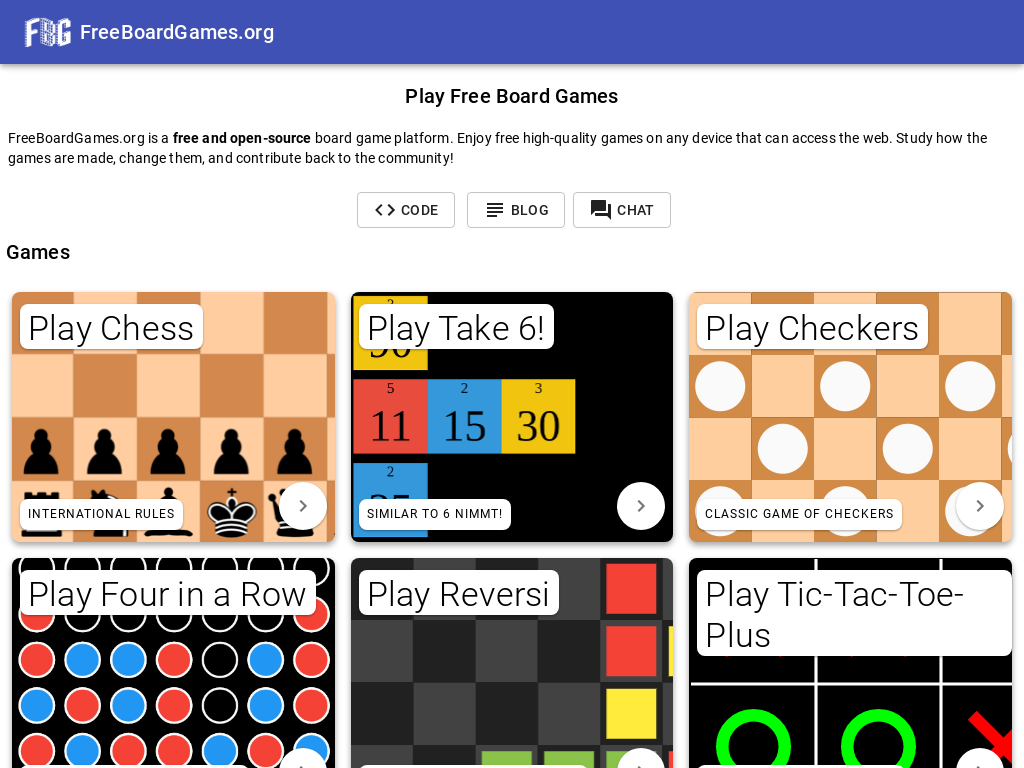 FBG FreeBoardGames.org
Play Free Board Games
FreeBoardGames.org is a free and open-source board game platform. Enjoy free high-quality games on any device that can access the web. Study how the
games are made, change them, and contribute back to the community!
CODE
BLOG
CHAT
Games
Play Chess
INTERNATIONAL RULES
Play Take 6!
5
11
2
15
3
30
2
SIMILAR TO 6 NIMMT!
Play Checkers
CLASSIC GAME OF CHECKERS
Play Four in a Row
Play Reversi
Play Tic-Tac-Toe-
Plus